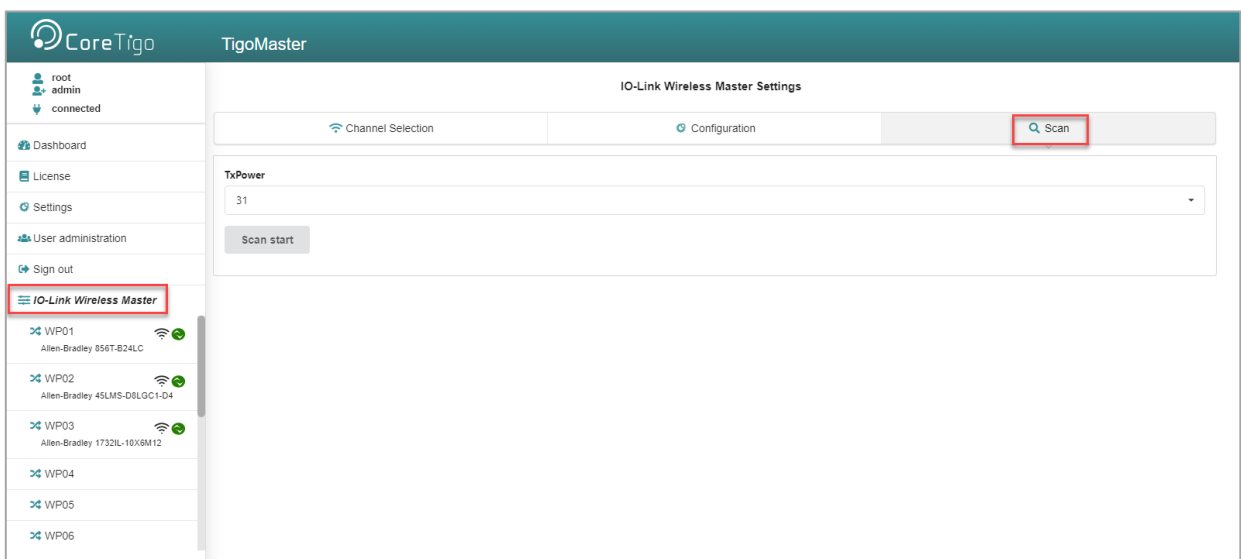 CoreTigo
TigoMaster
root
admin
connected
Dashboard
License
Settings
User administration
Sign out
IO-Link Wireless Master
WP01
Allen-Bradley 856T-B24LC
WP02
Allen-Bradley 45LMS-D8LGC1-D4
WP03
Allen-Bradley 1732IL-10X6M12
WP04
WP05
WP06
IO-Link Wireless Master Settings
Channel Selection
Configuration
Scan
TxPower
31
Scan start